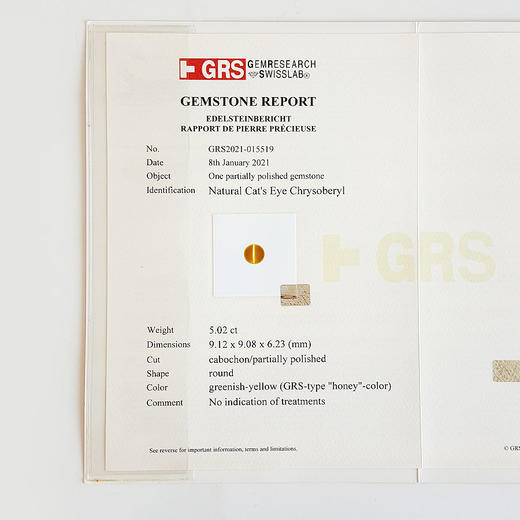 GRS GEMRESEARCH
SWISSLAB®
GEMSTONE REPORT
EDELSTEINBERICHT
RAPPORT DE PIERRE PRÉCIEUSE
No. GRS2021-015519
Date 8th January 2021
Object One partially polished gemstone
Identification Natural Cat's Eye Chrysoberyl
GRS
Weight 5.02 ct
Dimensions 9.12 x 9.08 x 6.23 (mm)
Cut cabochon/partially polished
Shape round
Color greenish-yellow (GRS-type "honey"-color)
Comment No indication of treatments
See reverse for important information, terms and limitations.
© GRS